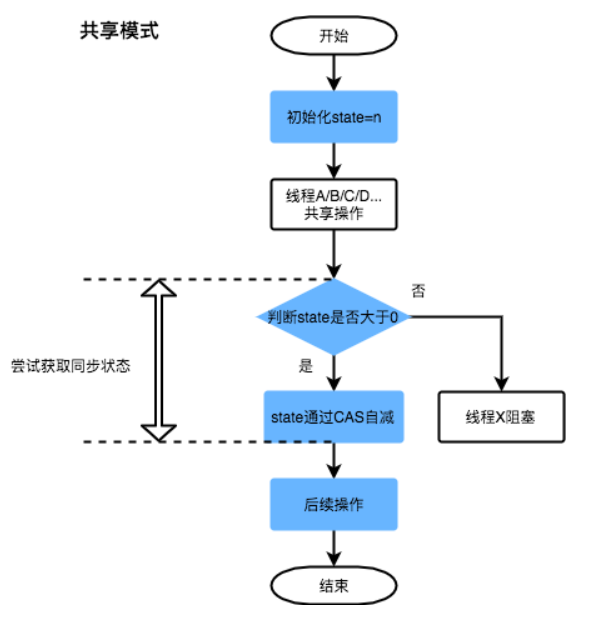 共享模式
开始
初始化state=n
线程A/B/C/D...
共享操作
判断state是否大于0
否
是
尝试获取同步状态
state通过CAS自减
线程X阻塞
后续操作
结束